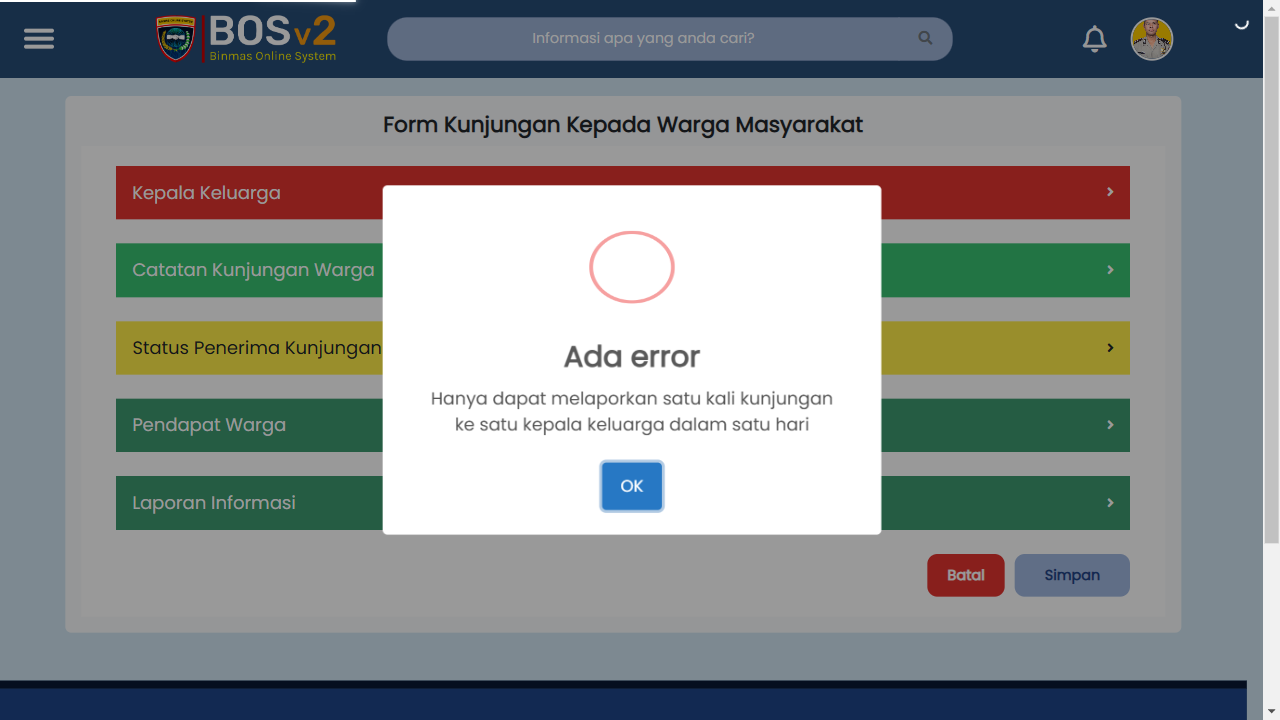 BOSv2
Binmas Online System
Informasi apa yang anda cari?
Form Kunjungan Kepada Warga Masyarakat
Kepala Keluarga
Catatan Kunjungan Warga
Status Penerima Kunjungan
Pendapat Warga
Laporan Informasi
Ada error
Hanya dapat melaporkan satu kali kunjungan
ke satu kepala keluarga dalam satu hari
OK
Batal
Simpan